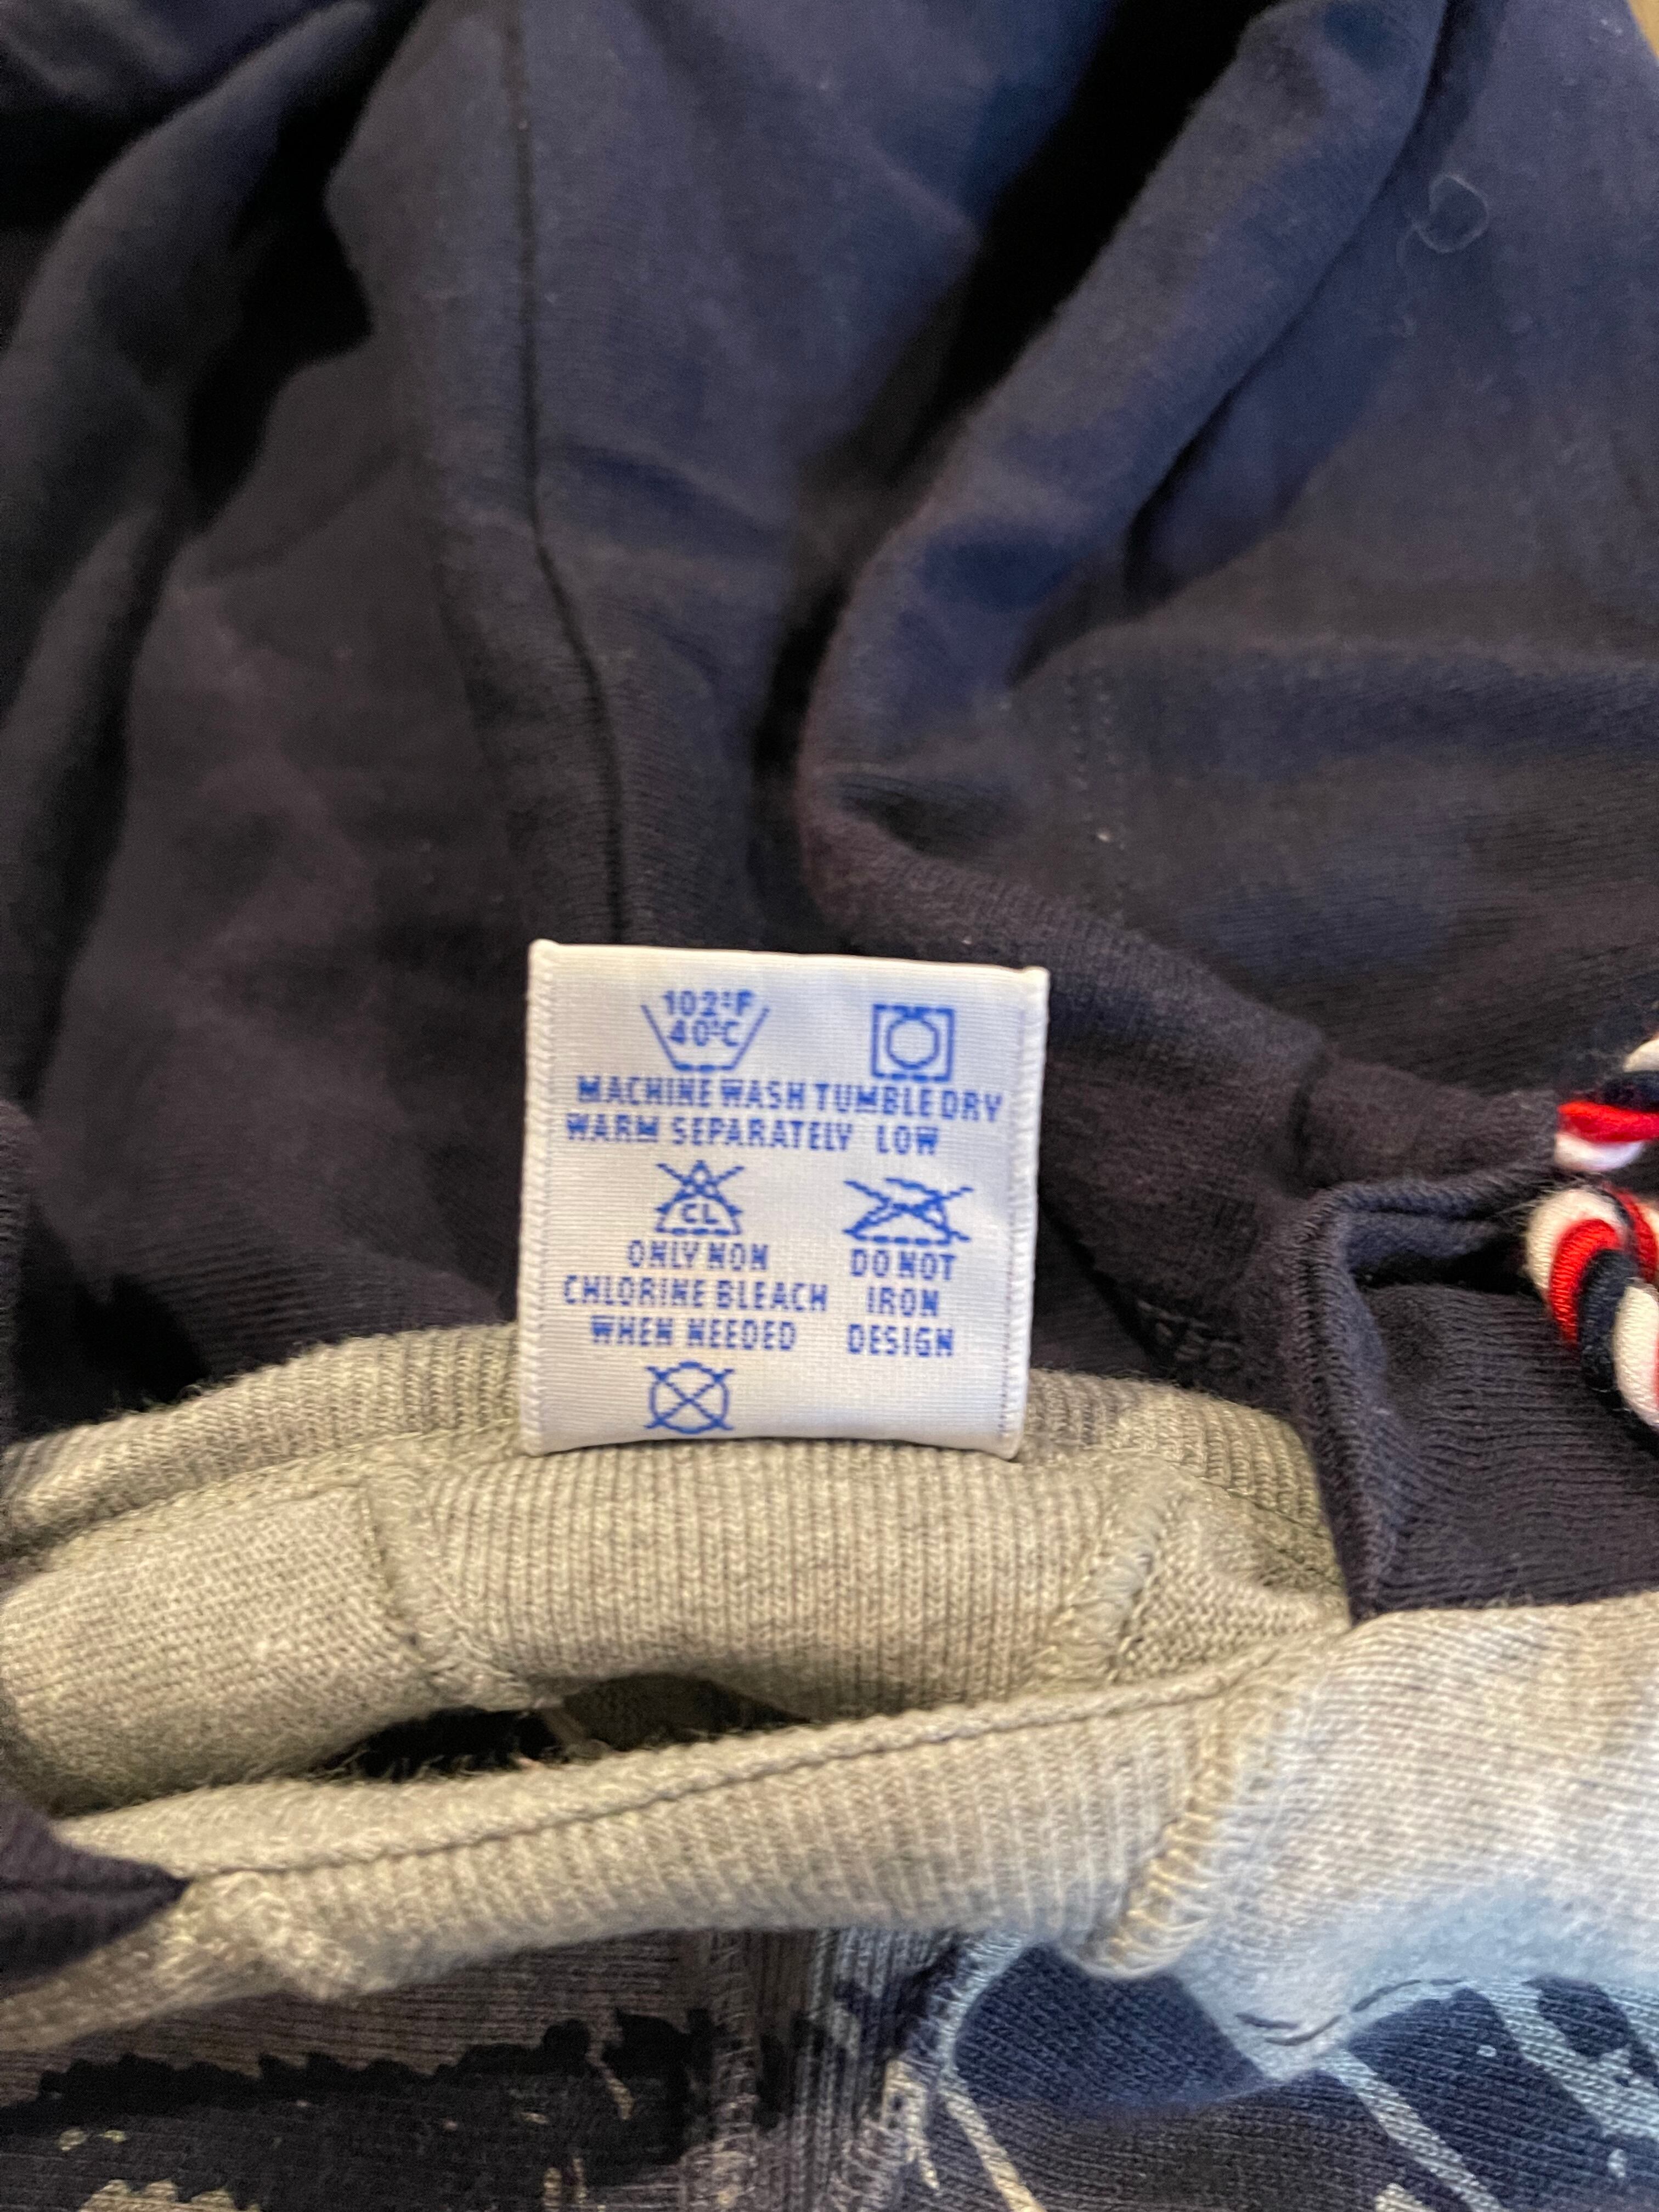 102°F
40°C
MACHINE WASH TUMBLE DRY
WARM SEPARATELY LOW
CL
ONLY NON
CHLORINE BLEACH
WHEN NEEDED
DO NOT
IRON
DESIGN